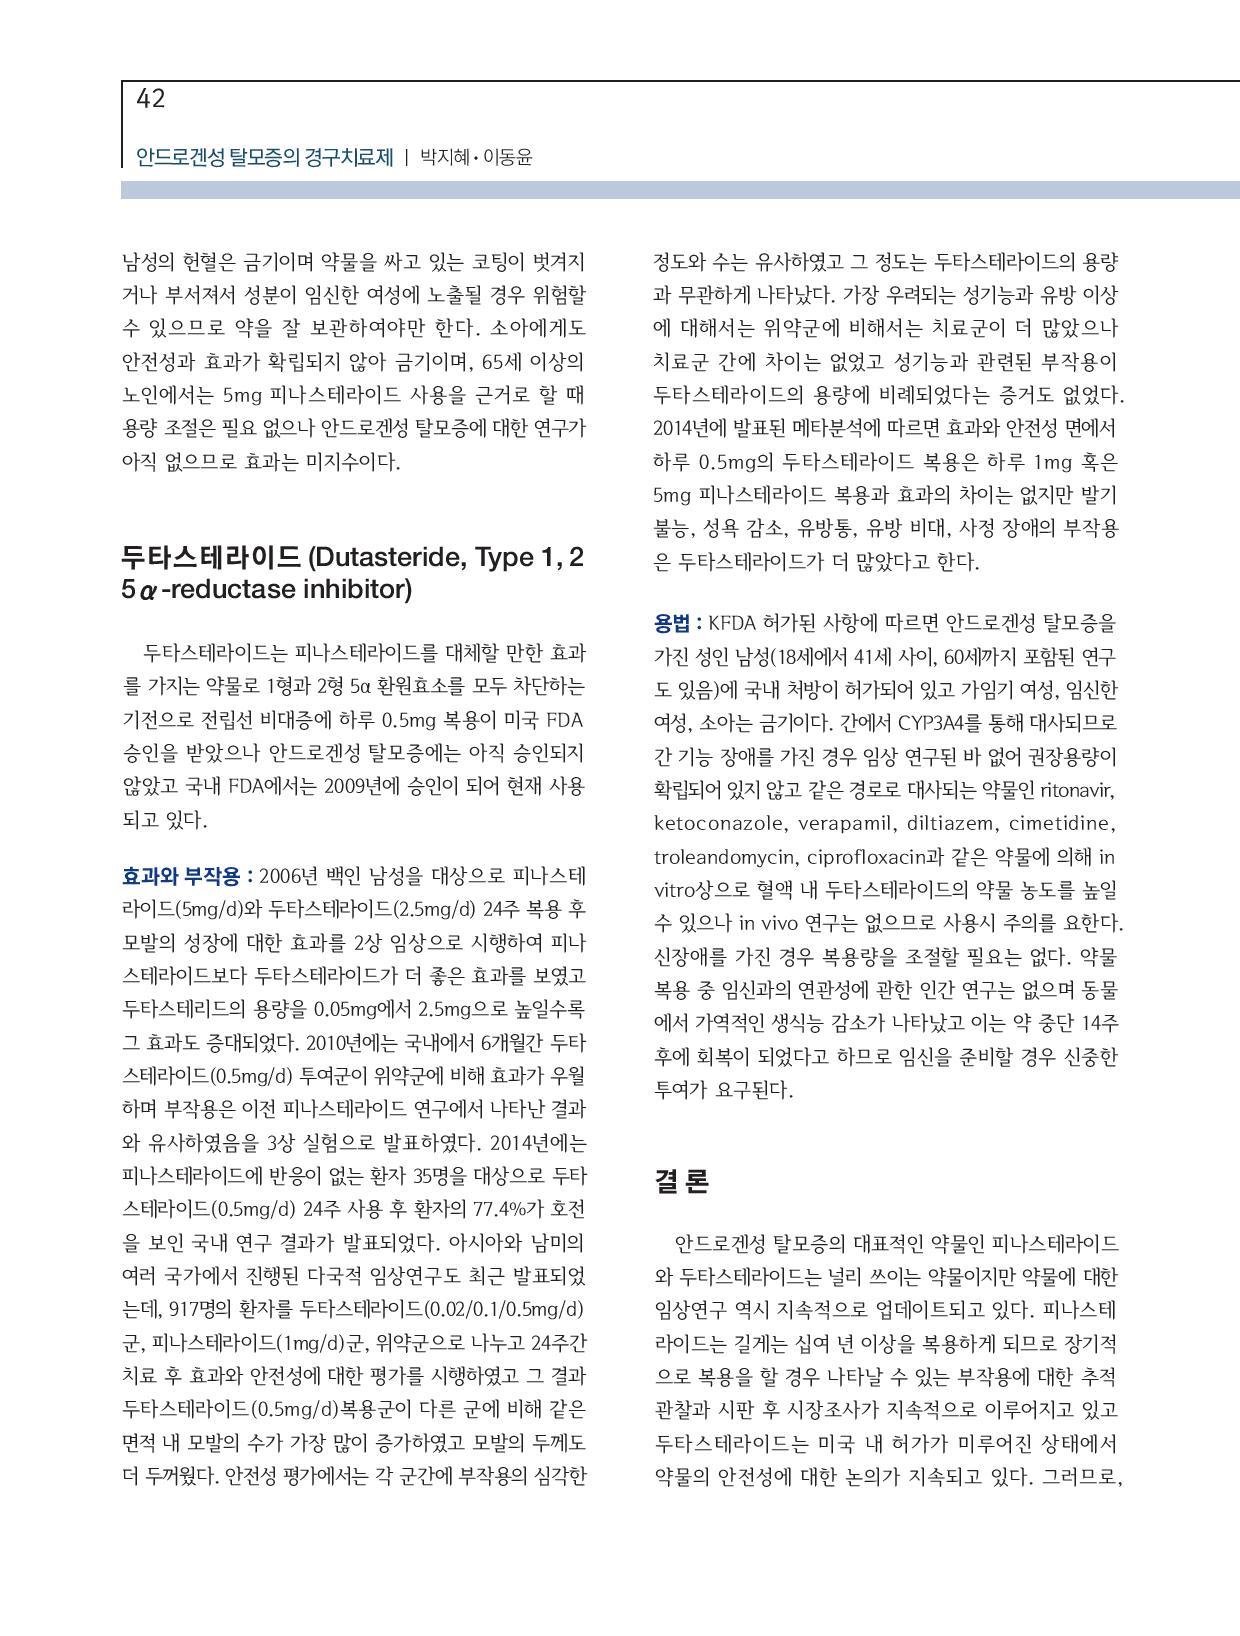 42
안드로겐성 탈모증의 경구치료제 | 박지혜·이동윤
남성의 헌혈은 금기이며 약물을 싸고 있는 코팅이 벗겨지
거나 부서져서 성분이 임신한 여성에 노출될 경우 위험할
수 있으므로 약을 잘 보관하여야만 한다. 소아에게도
안전성과 효과가 확립되지 않아 금기이며, 65세 이상의
노인에서는 5mg 피나스테라이드 사용을 근거로 할 때
용량 조절은 필요 없으나 안드로겐성 탈모증에 대한 연구가
아직 없으므로 효과는 미지수이다.
두타스테라이드 (Dutasteride, Type 1, 2
5α-reductase inhibitor)
두타스테라이드는 피나스테라이드를 대체할 만한 효과
를 가지는 약물로 1형과 2형 5α 환원효소를 모두 차단하는
기전으로 전립선 비대증에 하루 0.5mg 복용이 미국 FDA
승인을 받았으나 안드로겐성 탈모증에는 아직 승인되지
않았고 국내 FDA에서는 2009년에 승인이 되어 현재 사용
되고 있다.
효과와 부작용 : 2006년 백인 남성을 대상으로 피나스테
라이드(5mg/d)와 두타스테라이드(2.5mg/d) 24주 복용 후
모발의 성장에 대한 효과를 2상 임상으로 시행하여 피나
스테라이드보다 두타스테라이드가 더 좋은 효과를 보였고
두타스테리드의 용량을 0.05mg에서 2.5mg으로 높일수록
그 효과도 증대되었다. 2010년에는 국내에서 6개월간 두타
스테라이드(0.5mg/d) 투여군이 위약군에 비해 효과가 우월
하며 부작용은 이전 피나스테라이드 연구에서 나타난 결과
와 유사하였음을 3상 실험으로 발표하였다. 2014년에는
피나스테라이드에 반응이 없는 환자 35명을 대상으로 두타
스테라이드(0.5mg/d) 24주 사용 후 환자의 77.4%가 호전
을 보인 국내 연구 결과가 발표되었다. 아시아와 남미의
여러 국가에서 진행된 다국적 임상연구도 최근 발표되었
는데, 917명의 환자를 두타스테라이드(0.02/0.1/0.5mg/d)
군, 피나스테라이드(1mg/d)군, 위약군으로 나누고 24주간
치료 후 효과와 안전성에 대한 평가를 시행하였고 그 결과
두타스테라이드(0.5mg/d)복용군이 다른 군에 비해 같은
면적 내 모발의 수가 가장 많이 증가하였고 모발의 두께도
더 두꺼웠다. 안전성 평가에서는 각 군간에 부작용의 심각한
정도와 수는 유사하였고 그 정도는 두타스테라이드의 용량
과 무관하게 나타났다. 가장 우려되는 성기능과 유방 이상
에 대해서는 위약군에 비해서는 치료군이 더 많았으나
치료군 간에 차이는 없었고 성기능과 관련된 부작용이
두타스테라이드의 용량에 비례되었다는 증거도 없었다.
2014년에 발표된 메타분석에 따르면 효과와 안전성 면에서
하루 0.5mg의 두타스테라이드 복용은 하루 1mg 혹은
5mg 피나스테라이드 복용과 효과의 차이는 없지만 발기
불능, 성욕 감소, 유방통, 유방 비대, 사정 장애의 부작용
은 두타스테라이드가 더 많았다고 한다.
용법 : KFDA 허가된 사항에 따르면 안드로겐성 탈모증을
가진 성인 남성(18세에서 41세 사이, 60세까지 포함된 연구
도 있음)에 국내 처방이 허가되어 있고 가임기 여성, 임신한
여성, 소아는 금기이다. 간에서 CYP3A4를 통해 대사되므로
간 기능 장애를 가진 경우 임상 연구된 바 없어 권장용량이
확립되어 있지 않고 같은 경로로 대사되는 약물인 ritonavir,
ketoconazole, verapamil, diltiazem, cimetidine,
troleandomycin, ciprofloxacin과 같은 약물에 의해 in
vitro상으로 혈액 내 두타스테라이드의 약물 농도를 높일
수 있으나 in vivo 연구는 없으므로 사용시 주의를 요한다.
신장애를 가진 경우 복용량을 조절할 필요는 없다. 약물
복용 중 임신과의 연관성에 관한 인간 연구는 없으며 동물
에서 가역적인 생식능 감소가 나타났고 이는 약 중단 14주
후에 회복이 되었다고 하므로 임신을 준비할 경우 신중한
투여가 요구된다.
결 론
안드로겐성 탈모증의 대표적인 약물인 피나스테라이드
와 두타스테라이드는 널리 쓰이는 약물이지만 약물에 대한
임상연구 역시 지속적으로 업데이트되고 있다. 피나스테
라이드는 길게는 십여 년 이상을 복용하게 되므로 장기적
으로 복용을 할 경우 나타날 수 있는 부작용에 대한 추적
관찰과 시판 후 시장조사가 지속적으로 이루어지고 있고
두타스테라이드는 미국 내 허가가 미루어진 상태에서
약물의 안전성에 대한 논의가 지속되고 있다. 그러므로,